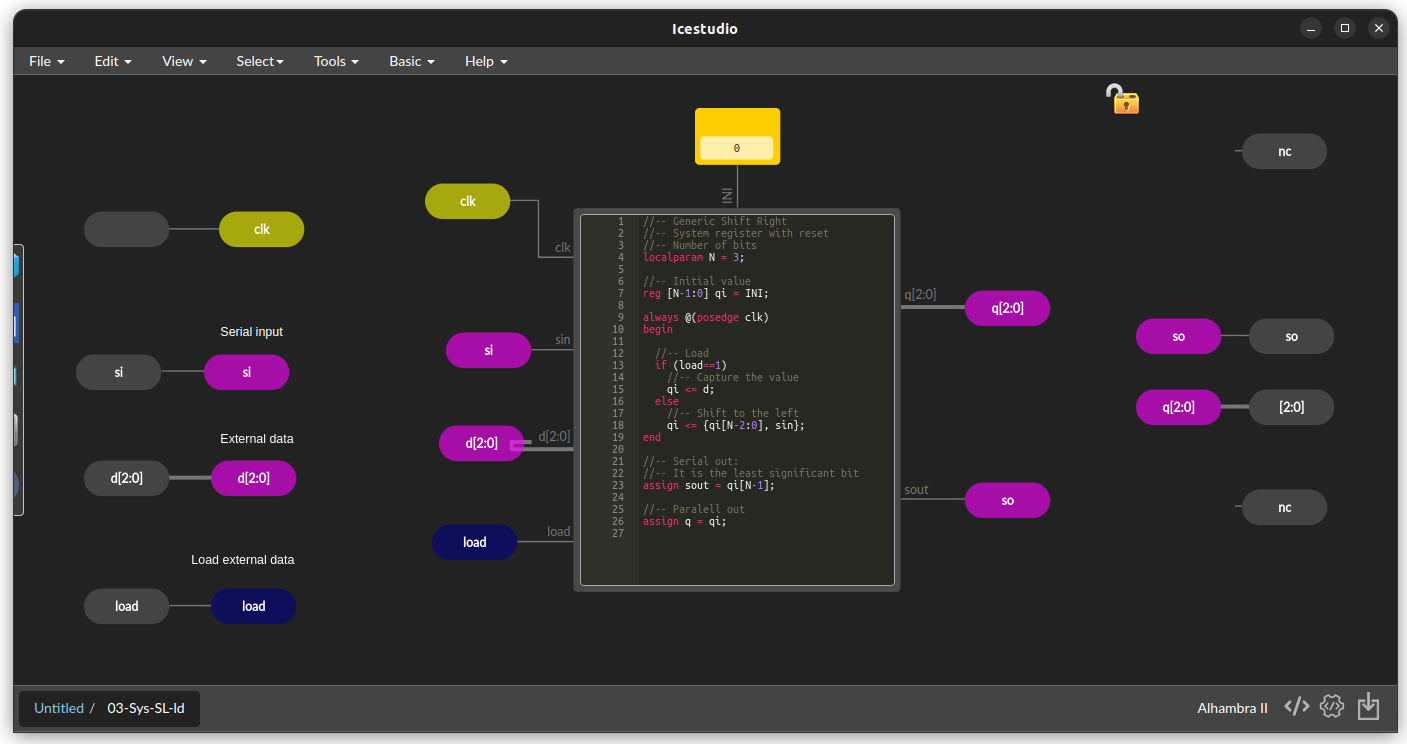 Icestudio
File Edit View Select Tools Basic Help
0
INI
nc
clk
clk
clk
Serial input
si
si
si
sin
External data
d[2:0]
d[2:0]
d[2:0]
d[2:0]
Load external data
load
load
load
load
1 //-- Generic Shift Right
2 //-- System register with reset
3 //-- Number of bits
4 localparam N = 3;
5
6 //-- Initial value
7 reg [N-1:0] qi = INI;
8
9 always @(posedge clk)
10 begin
11
12 //-- Load
13 if (load==1)
14 //-- Capture the value
15 qi <= d;
16 else
17 //-- Shift to the left
18 qi <= {qi[N-2:0], sin};
19 end
20
21 //-- Serial out:
22 //-- It is the least significant bit
23 assign sout = qi[N-1];
24
25 //-- Paralell out
26 assign q = qi;
27
q[2:0]
q[2:0]
so
so
q[2:0]
[2:0]
sout
so
nc
Untitled / 03-Sys-SL-ld
Alhambra II